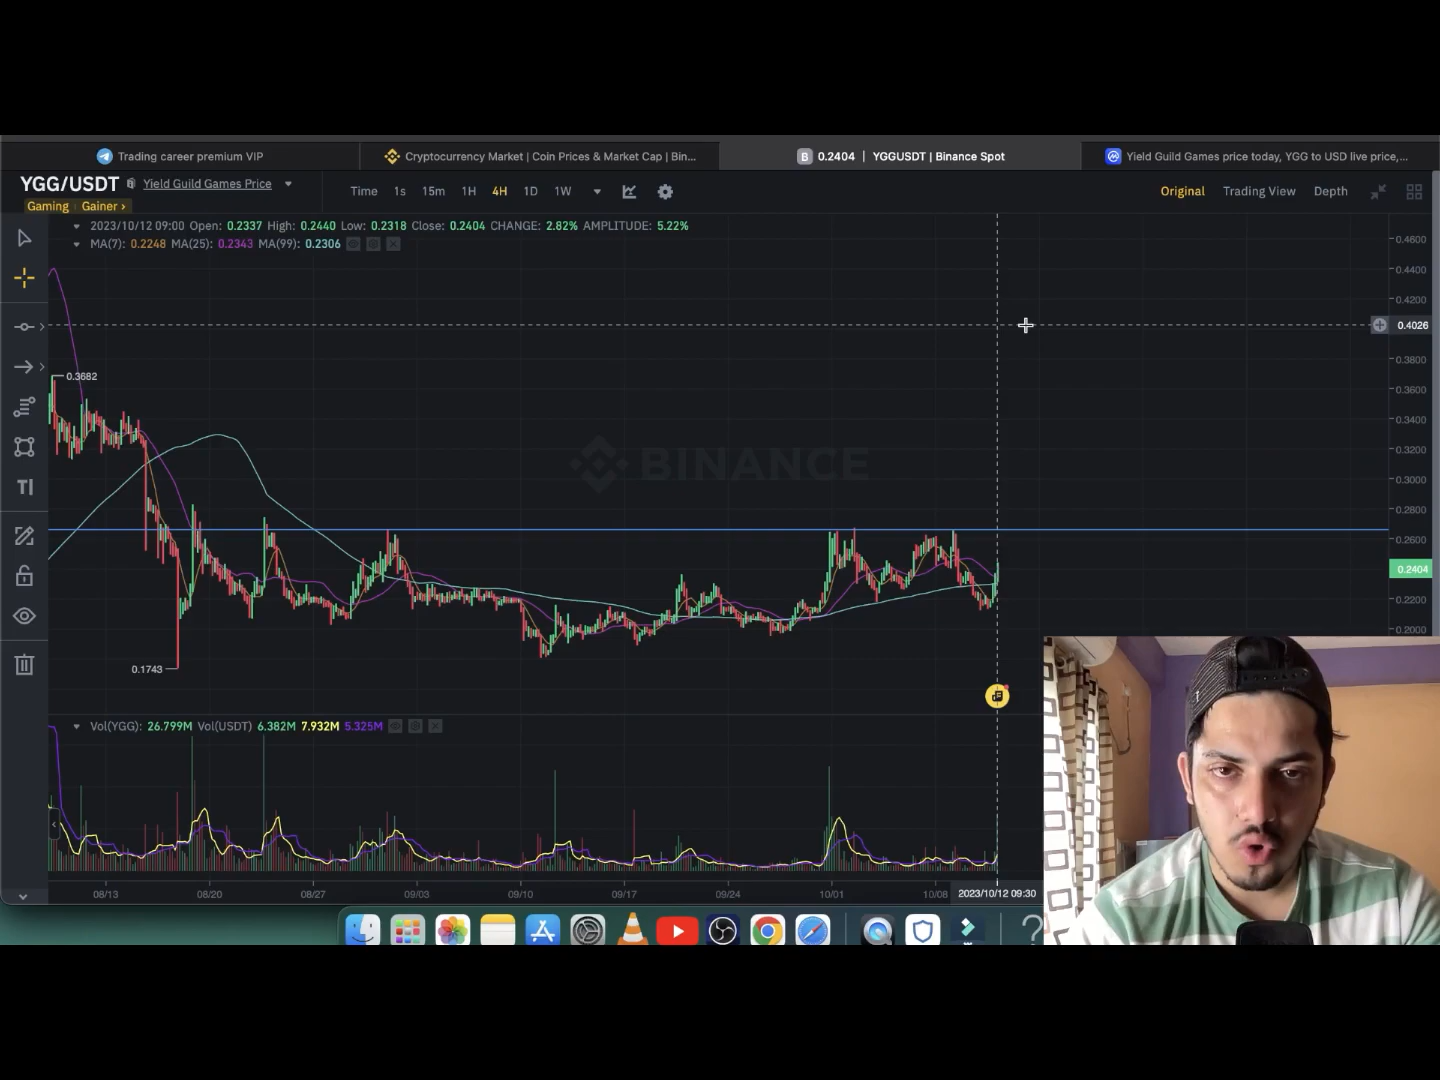 Trading career premium VIP
Cryptocurrency Market | Coin Prices & Market Cap | Bin...
0.2404 | YGGUSDT | Binance Spot
Yield Guild Games price today, YGG to USD live price,...
YGG/USDT Yield Guild Games Price
Time 1s 15m 1H 4H 1D 1W
Original Trading View Depth
Gaming Gainer ›
2023/10/12 09:00 Open: 0.2337 High: 0.2440 Low: 0.2318 Close: 0.2404 CHANGE: 2.82% AMPLITUDE: 5.22%
MA(7): 0.2248 MA(25): 0.2343 MA(99): 0.2306
0.4600
0.4400
0.4200
0.4026
0.3800
0.3682
0.3600
0.3400
0.3200
BINANCE
0.3000
0.2800
0.2600
0.2404
0.2200
0.2000
0.1743
Vol(YGG): 26.799M Vol(USDT) 6.382M 7.932M 5.325M
08/13 08/20 08/27 09/03 09/10 09/17 09/24 10/01 10/08 2023/10/12 09:30